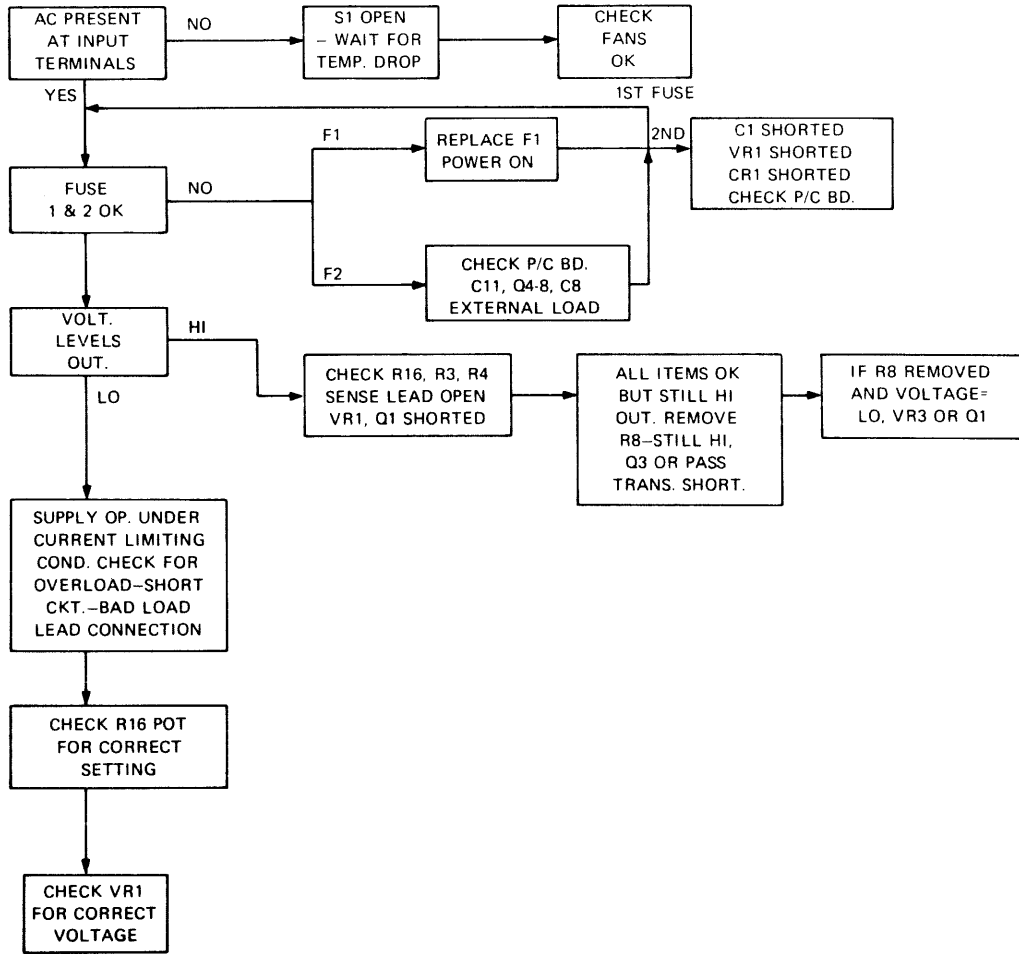 AC PRESENT
AT INPUT
TERMINALS
NO
S1 OPEN
– WAIT FOR
TEMP. DROP
CHECK
FANS
OK
YES
1ST FUSE
F1
REPLACE F1
POWER ON
2ND
C1 SHORTED
VR1 SHORTED
CR1 SHORTED
CHECK P/C BD.
FUSE
1 & 2 OK
NO
F2
CHECK P/C BD.
C11, Q4-8, C8
EXTERNAL LOAD
VOLT.
LEVELS
OUT.
HI
LO
CHECK R16, R3, R4
SENSE LEAD OPEN
VR1, Q1 SHORTED
ALL ITEMS OK
BUT STILL HI
OUT. REMOVE
R8–STILL HI,
Q3 OR PASS
TRANS. SHORT.
IF R8 REMOVED
AND VOLTAGE=
LO, VR3 OR Q1
SUPPLY OP. UNDER
CURRENT LIMITING
COND. CHECK FOR
OVERLOAD–SHORT
CKT.–BAD LOAD
LEAD CONNECTION
CHECK R16 POT
FOR CORRECT
SETTING
CHECK VR1
FOR CORRECT
VOLTAGE